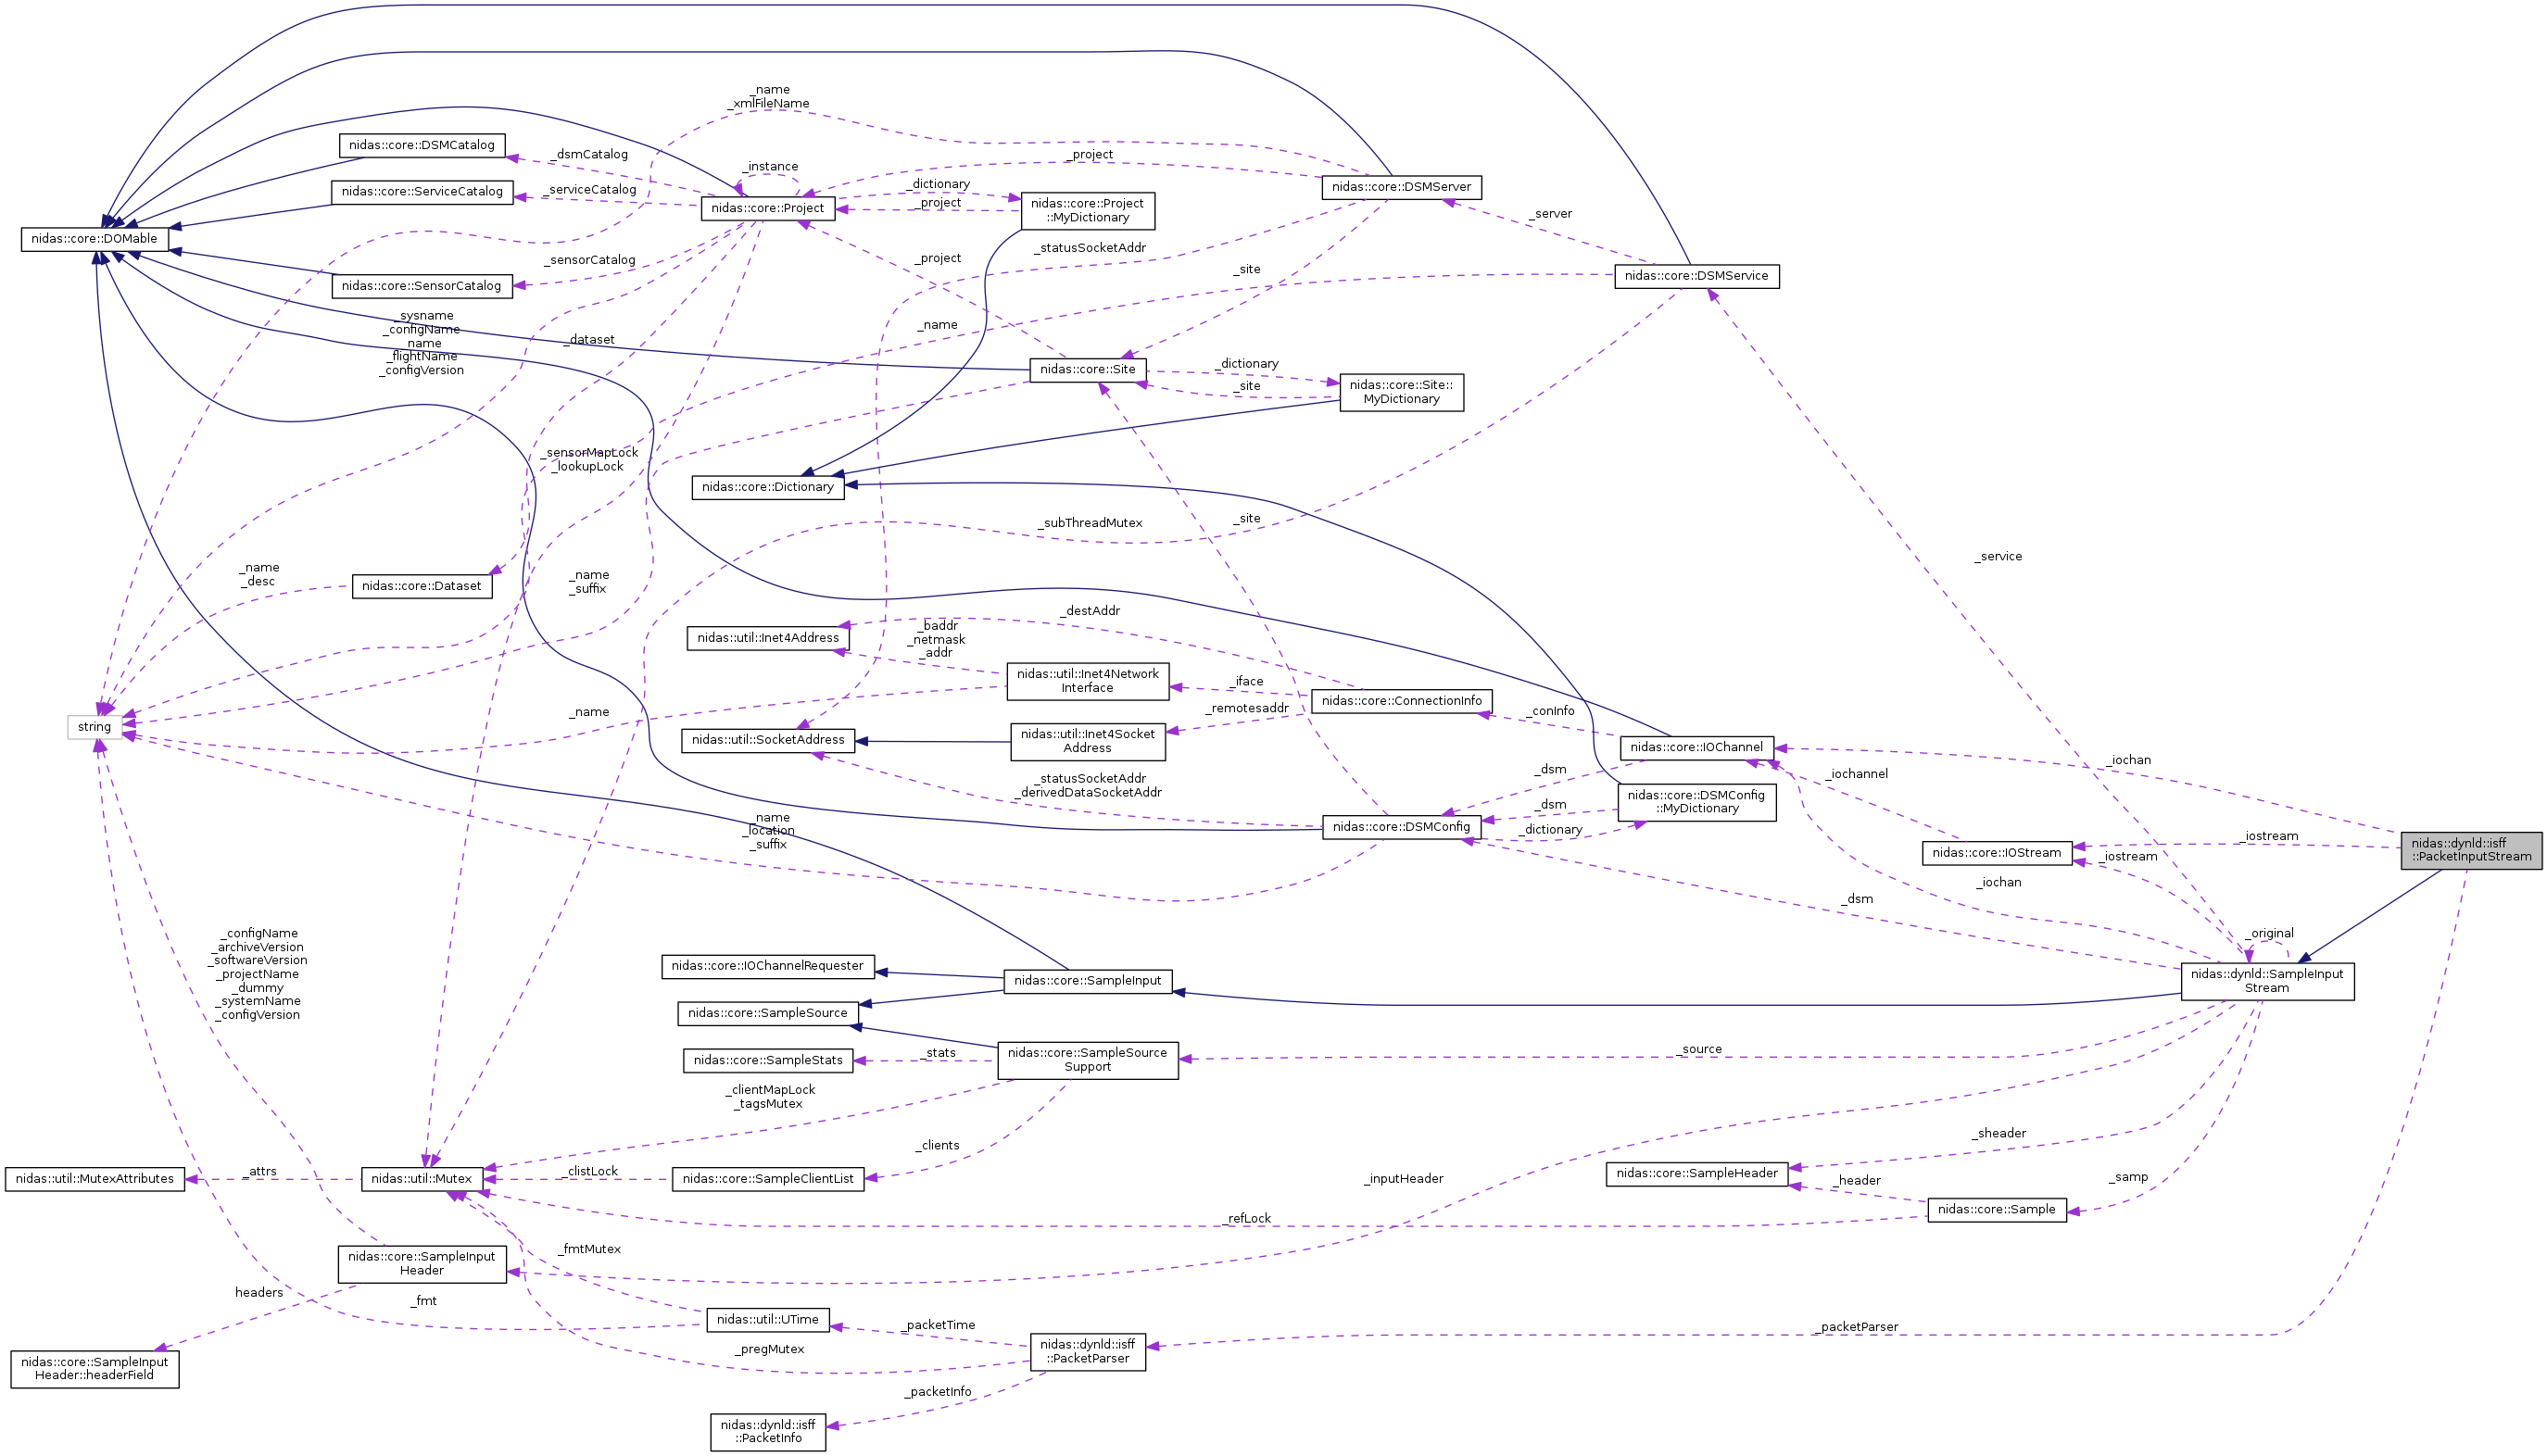 _name
_xmlFileName
nidas::core::DSMCatalog
_dsmCatalog
_instance
_project
nidas::core::ServiceCatalog
_serviceCatalog
nidas::core::Project
_dictionary
_project
nidas::core::Project
::MyDictionary
nidas::core::DSMServer
_server
nidas::core::DOMable
_sensorCatalog
nidas::core::SensorCatalog
_project
_statusSocketAddr
_site
nidas::core::DSMService
_sysname
_configName
name
_flightName
_configVersion
_dataset
_name
nidas::core::Site
_dictionary
_site
nidas::core::Site::
MyDictionary
_sensorMapLock
_lookupLock
nidas::core::Dictionary
_subThreadMutex
_site
_service
_name
_desc
nidas::core::Dataset
_name
_suffix
nidas::util::Inet4Address
_destAddr
_baddr
_netmask
_addr
nidas::util::Inet4Network
Interface
_iface
nidas::core::ConnectionInfo
_remotesaddr
_conInfo
string
_name
nidas::util::SocketAddress
nidas::util::Inet4Socket
Address
nidas::core::IOChannel
_iochan
_statusSocketAddr
_derivedDataSocketAddr
_dsm
_iochannel
nidas::core::DSMConfig
::MyDictionary
_dsm
_dictionary
nidas::core::DSMConfig
_name
_location
_suffix
nidas::core::IOStream
_iostream
_iostream
nidas::dynld::isff
::PacketInputStream
_iochan
_dsm
_original
_configName
_archiveVersion
_softwareVersion
_projectName
_dummy
_systemName
_configVersion
nidas::core::IOChannelRequester
nidas::core::SampleInput
nidas::dynld::SampleInput
Stream
nidas::core::SampleSource
nidas::core::SampleStats
_stats
nidas::core::SampleSource
Support
_source
_clientMapLock
_tagsMutex
_clients
_sheader
nidas::util::MutexAttributes
_attrs
nidas::util::Mutex
_clistLock
nidas::core::SampleClientList
_inputHeader
nidas::core::SampleHeader
_header
_samp
nidas::core::Sample
_refLock
nidas::core::SampleInput
Header
_fmtMutex
headers
_fmt
nidas::util::UTime
_packetTime
_packetParser
nidas::dynld::isff
::PacketParser
_pregMutex
nidas::core::SampleInput
Header::headerField
_packetInfo
nidas::dynld::isff
::PacketInfo